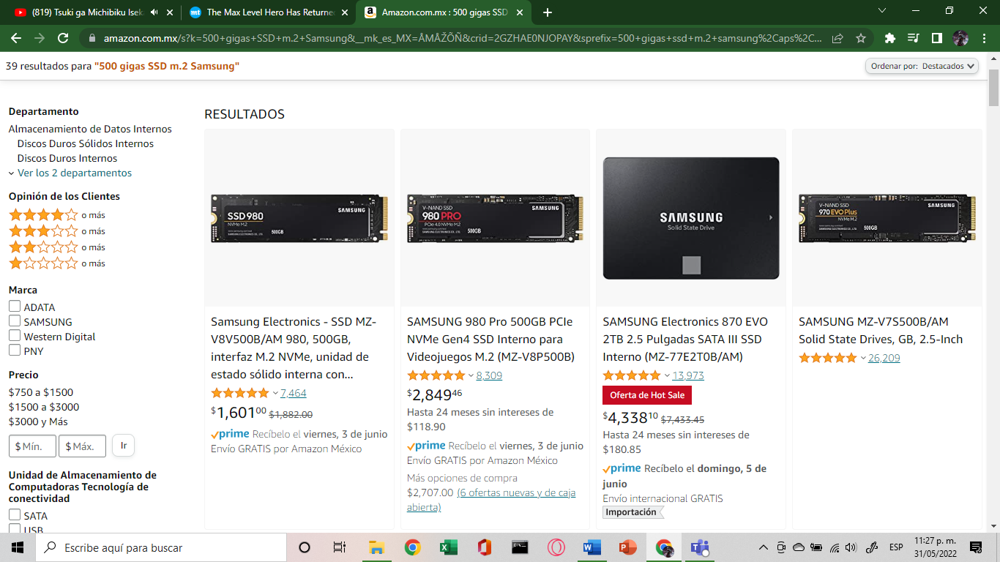 (819) Tsuki ga Michibiku Iseka
The Max Level Hero Has Returned
Amazon.com.mx : 500 gigas SSD
amazon.com.mx/s?k=500+gigas+SSD+m.2+Samsung&__mk_es_MX=ÅMÅŽÕÑ&crid=2GZHAE0NJOPAY&sprefix=500+gigas+ssd+m.2+samsung%2Caps%2C...
39 resultados para "500 gigas SSD m.2 Samsung"
Ordenar por: Destacados
Departamento
Almacenamiento de Datos Internos
Discos Duros Sólidos Internos
Discos Duros Internos
Ver los 2 departamentos
Opinión de los Clientes
o más
o más
o más
o más
Marca
ADATA
SAMSUNG
Western Digital
PNY
Precio
$750 a $1500
$1500 a $3000
$3000 y Más
$ Mín.
$ Máx.
Ir
Unidad de Almacenamiento de
Computadoras Tecnología de
conectividad
SATA
USB
RESULTADOS
SSD 980
NVMe M.2
SAMSUNG
500GB
Samsung Electronics - SSD MZ-
V8V500B/AM 980, 500GB,
interfaz M.2 NVMe, unidad de
estado sólido interna con...
7,464
$1,60100 $1,882.00
prime Recíbelo el viernes, 3 de junio
Envío GRATIS por Amazon México
V-NAND SSD
980 PRO
PCIe 4.0 NVMe M.2
SAMSUNG
500GB
SAMSUNG 980 Pro 500GB PCIe
NVMe Gen4 SSD Interno para
Videojuegos M.2 (MZ-V8P500B)
8,309
$2,84946
Hasta 24 meses sin intereses de
$118.90
prime Recíbelo el viernes, 3 de junio
Envío GRATIS por Amazon México
Más opciones de compra
$2,707.00 (6 ofertas nuevas y de caja
abierta)
SAMSUNG
Solid State Drive
SAMSUNG Electronics 870 EVO
2TB 2.5 Pulgadas SATA III SSD
Interno (MZ-77E2T0B/AM)
13,973
Oferta de Hot Sale
$4,33810 $7,433.45
Hasta 24 meses sin intereses de
$180.85
prime Recíbelo el domingo, 5 de
junio
Envío internacional GRATIS
Importación
V-NAND SSD
970 EVO Plus
NVMe M.2
SAMSUNG
500GB
SAMSUNG MZ-V7S500B/AM
Solid State Drives, GB, 2.5-Inch
26,209
Escribe aquí para buscar
ESP
11:27 p. m.
31/05/2022